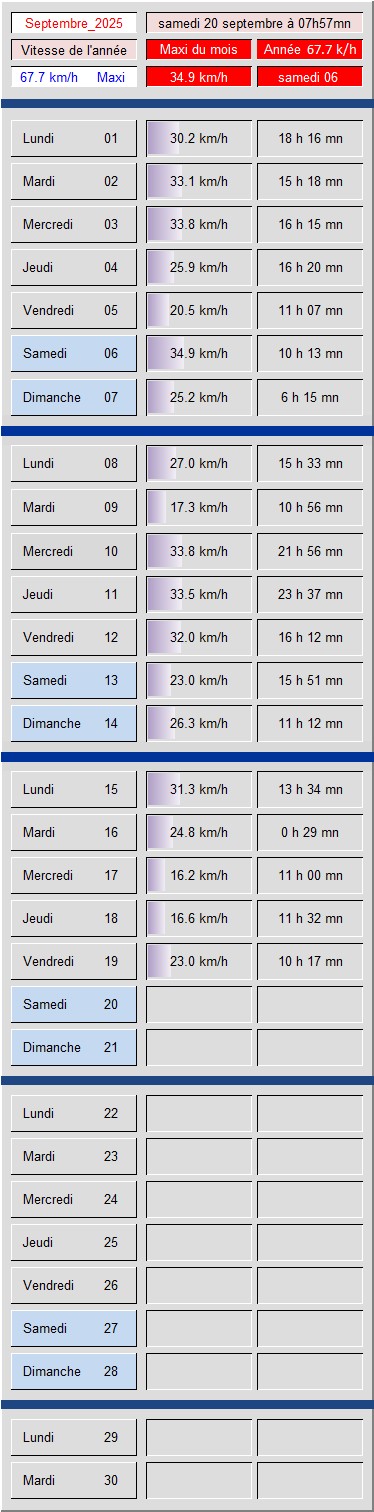 Septembre_2025 samedi 20 septembre à 07h57mn
Vitesse de l'année Maxi du mois Année 67.7 k/h
67.7 km/h Maxi 34.9 km/h samedi 06
Lundi 01 30.2 km/h 18 h 16 mn
Mardi 02 33.1 km/h 15 h 18 mn
Mercredi 03 33.8 km/h 16 h 15 mn
Jeudi 04 25.9 km/h 16 h 20 mn
Vendredi 05 20.5 km/h 11 h 07 mn
Samedi 06 34.9 km/h 10 h 13 mn
Dimanche 07 25.2 km/h 6 h 15 mn
Lundi 08 27.0 km/h 15 h 33 mn
Mardi 09 17.3 km/h 10 h 56 mn
Mercredi 10 33.8 km/h 21 h 56 mn
Jeudi 11 33.5 km/h 23 h 37 mn
Vendredi 12 32.0 km/h 16 h 12 mn
Samedi 13 23.0 km/h 15 h 51 mn
Dimanche 14 26.3 km/h 11 h 12 mn
Lundi 15 31.3 km/h 13 h 34 mn
Mardi 16 24.8 km/h 0 h 29 mn
Mercredi 17 16.2 km/h 11 h 00 mn
Jeudi 18 16.6 km/h 11 h 32 mn
Vendredi 19 23.0 km/h 10 h 17 mn
Samedi 20
Dimanche 21
Lundi 22
Mardi 23
Mercredi 24
Jeudi 25
Vendredi 26
Samedi 27
Dimanche 28
Lundi 29
Mardi 30